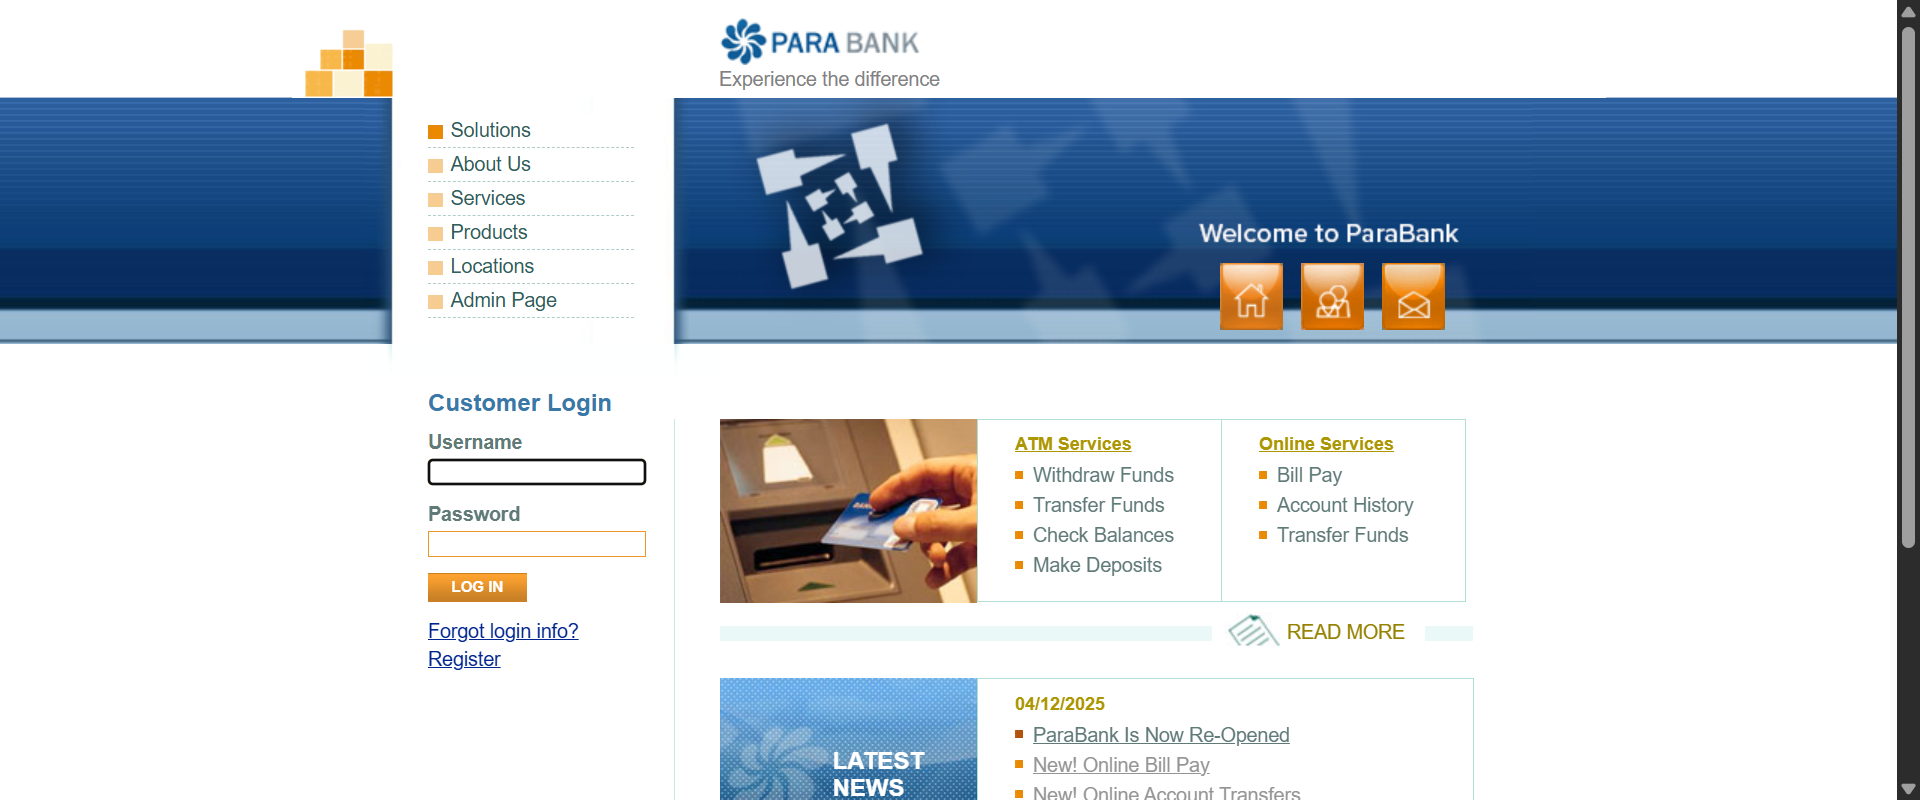 PARA BANK
Experience the difference
Solutions
About Us
Services
Products
Locations
Admin Page
Welcome to ParaBank
Customer Login
Username
Password
LOG IN
Forgot login info?
Register
ATM Services
Withdraw Funds
Transfer Funds
Check Balances
Make Deposits
Online Services
Bill Pay
Account History
Transfer Funds
READ MORE
LATEST
NEWS
04/12/2025
ParaBank Is Now Re-Opened
New! Online Bill Pay
New! Online Account Transfers